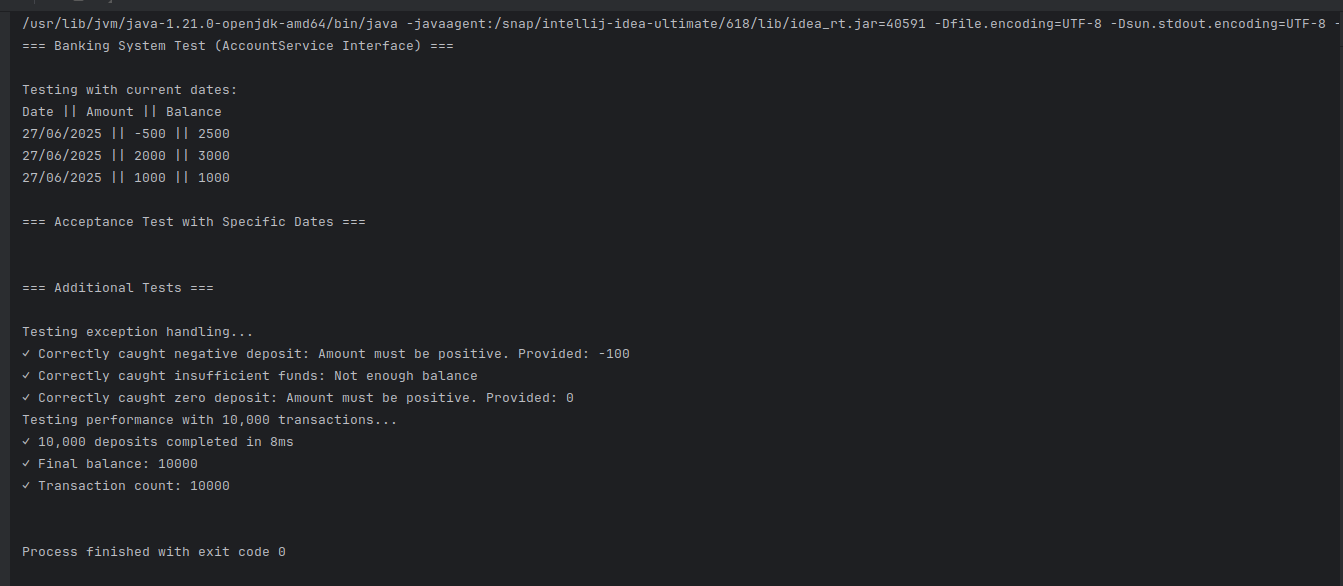 /usr/lib/jvm/java-1.21.0-openjdk-amd64/bin/java -javaagent:/snap/intellij-idea-ultimate/618/lib/idea_rt.jar=40591 -Dfile.encoding=UTF-8 -Dsun.stdout.encoding=UTF-8 -
=== Banking System Test (AccountService Interface) ===
Testing with current dates:
Date || Amount || Balance
27/06/2025 || -500 || 2500
27/06/2025 || 2000 || 3000
27/06/2025 || 1000 || 1000
=== Acceptance Test with Specific Dates ===
=== Additional Tests ===
Testing exception handling...
✓ Correctly caught negative deposit: Amount must be positive. Provided: -100
✓ Correctly caught insufficient funds: Not enough balance
✓ Correctly caught zero deposit: Amount must be positive. Provided: 0
Testing performance with 10,000 transactions...
✓ 10,000 deposits completed in 8ms
✓ Final balance: 10000
✓ Transaction count: 10000
Process finished with exit code 0